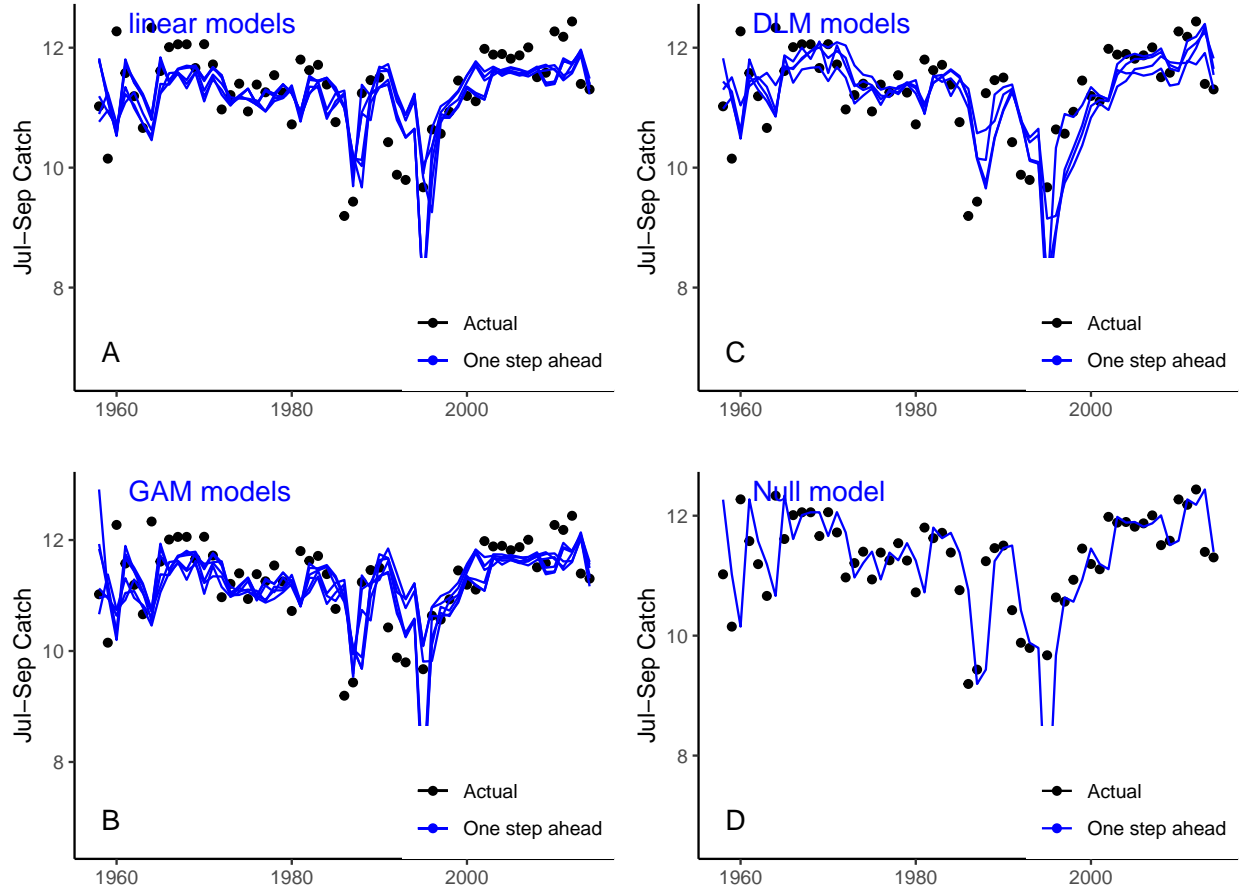 linear models
12
10
8
Jul−Sep Catch
Actual
One step ahead
A
1960
1980
2000
DLM models
12
10
8
Jul−Sep Catch
Actual
One step ahead
C
1960
1980
2000
GAM models
12
10
8
Jul−Sep Catch
Actual
One step ahead
B
1960
1980
2000
Null model
12
10
8
Jul−Sep Catch
Actual
One step ahead
D
1960
1980
2000